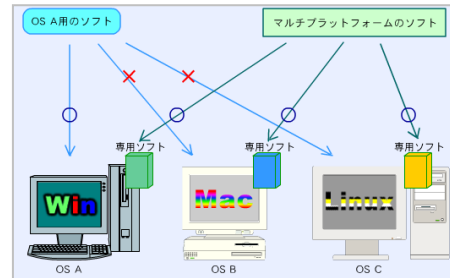 OS A用のソフト
マルチプラットフォームのソフト
専用ソフト
専用ソフト
専用ソフト
Win
Mac
Linux
OS A
OS B
OS C